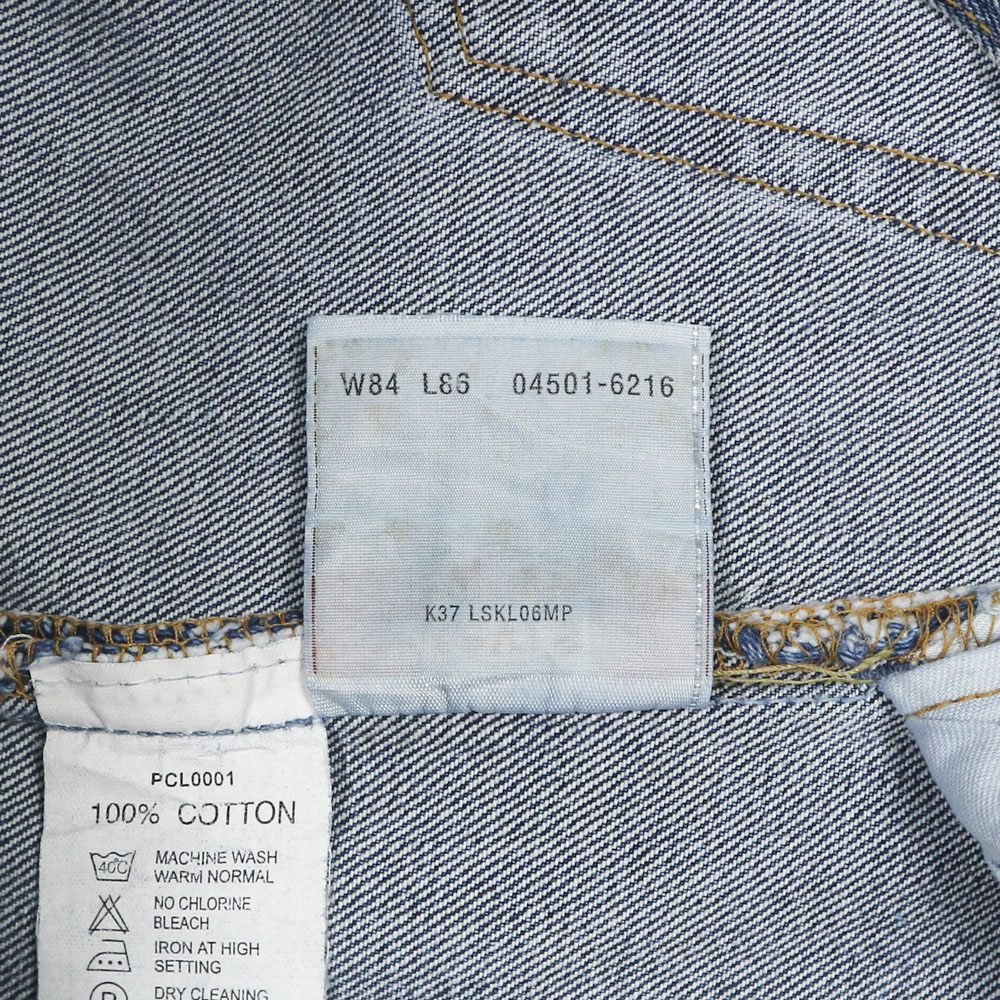 W84 L86 04501-6216
K37 LSKL06MP
PCL0001
100% COTTON
40C
MACHINE WASH
WARM NORMAL
NO CHLORINE
BLEACH
IRON AT HIGH
SETTING
P
DRY CLEANING